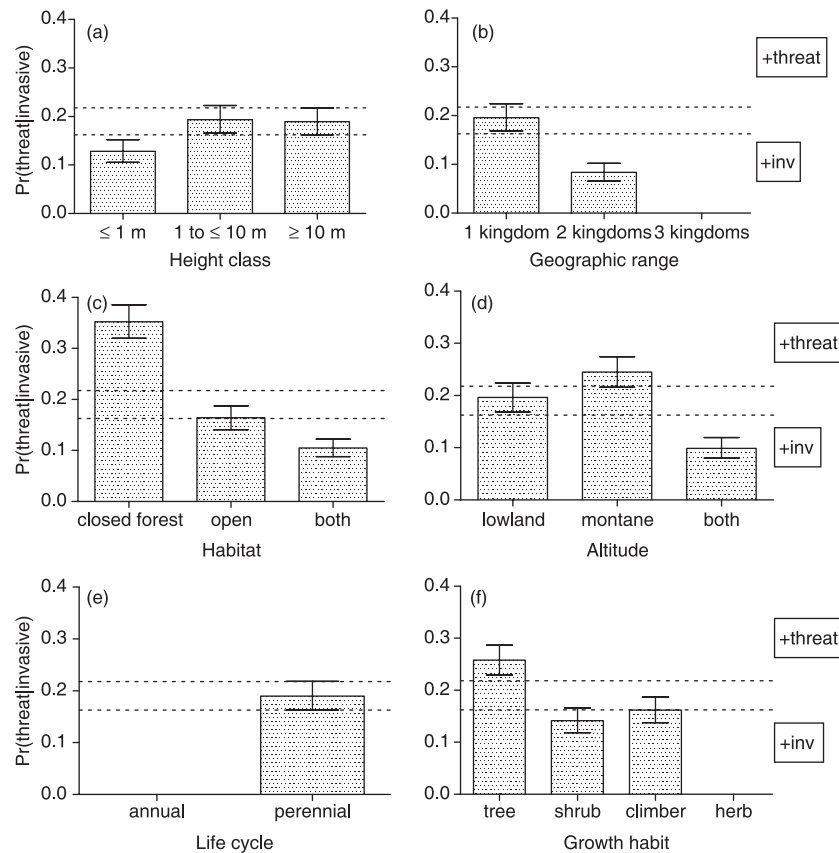 (a)
Pr(threat|invasive)
0.4
0.3
0.2
0.1
0.0
≤ 1 m 1 to ≤ 10 m ≥ 10 m
Height class
(b)
0.4
0.3
0.2
0.1
0.0
1 kingdom 2 kingdoms 3 kingdoms
Geographic range
+threat
+inv
(c)
Pr(threat|invasive)
0.4
0.3
0.2
0.1
0.0
closed forest open both
Habitat
(d)
0.4
0.3
0.2
0.1
0.0
lowland montane both
Altitude
+threat
+inv
(e)
Pr(threat|invasive)
0.4
0.3
0.2
0.1
0.0
annual perennial
Life cycle
(f)
0.4
0.3
0.2
0.1
0.0
tree shrub climber herb
Growth habit
+threat
+inv